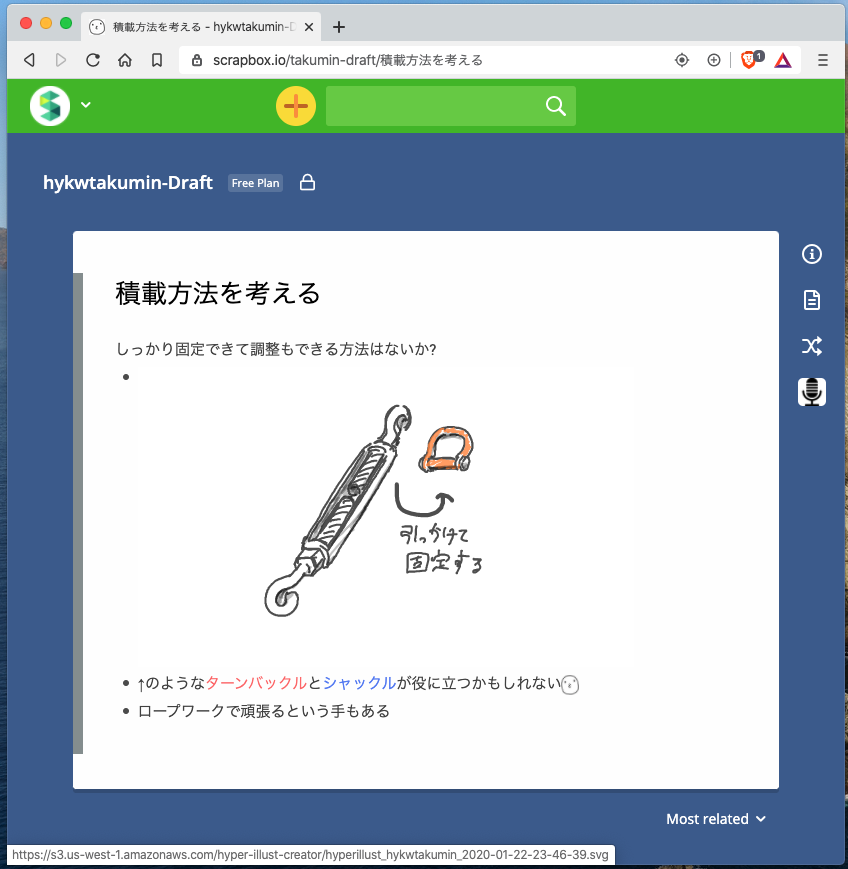 積載方法を考える - hykwtakumin-D
scrapbox.io/takumin-draft/積載方法を考える
1
hykwtakumin-Draft
Free Plan
積載方法を考える
しっかり固定できて調整もできる方法はないか?
引っかけて
固定する
↑のようなターンバックルとシャックルが役に立つかもしれない
ロープワークで頑張るという手もある
Most related
https://s3.us-west-1.amazonaws.com/hyper-illust-creator/hyperillust_hykwtakumin_2020-01-22-23-46-39.svg